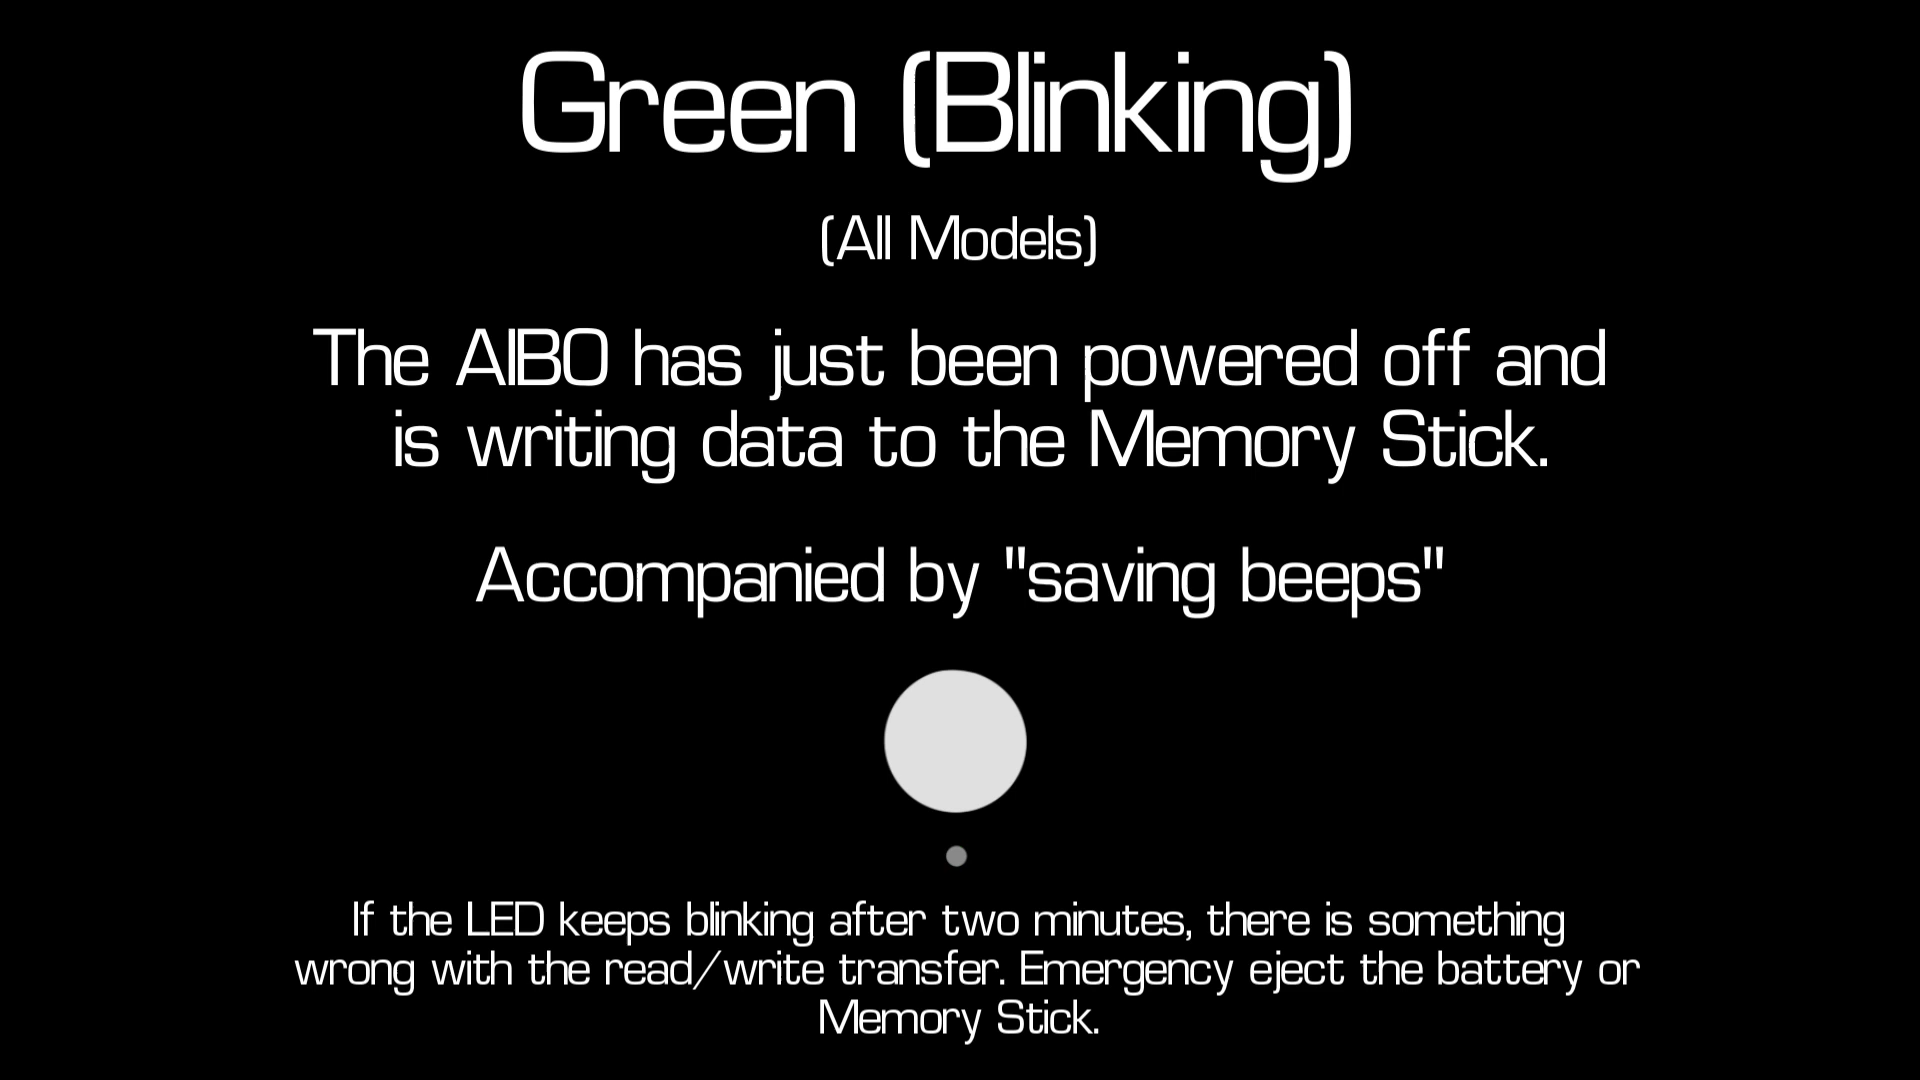 Green (Blinking)
(All Models)
The AIBO has just been powered off and
is writing data to the Memory Stick.
Accompanied by "saving beeps"
If the LED keeps blinking after two minutes, there is something
wrong with the read/write transfer. Emergency eject the battery or
Memory Stick.